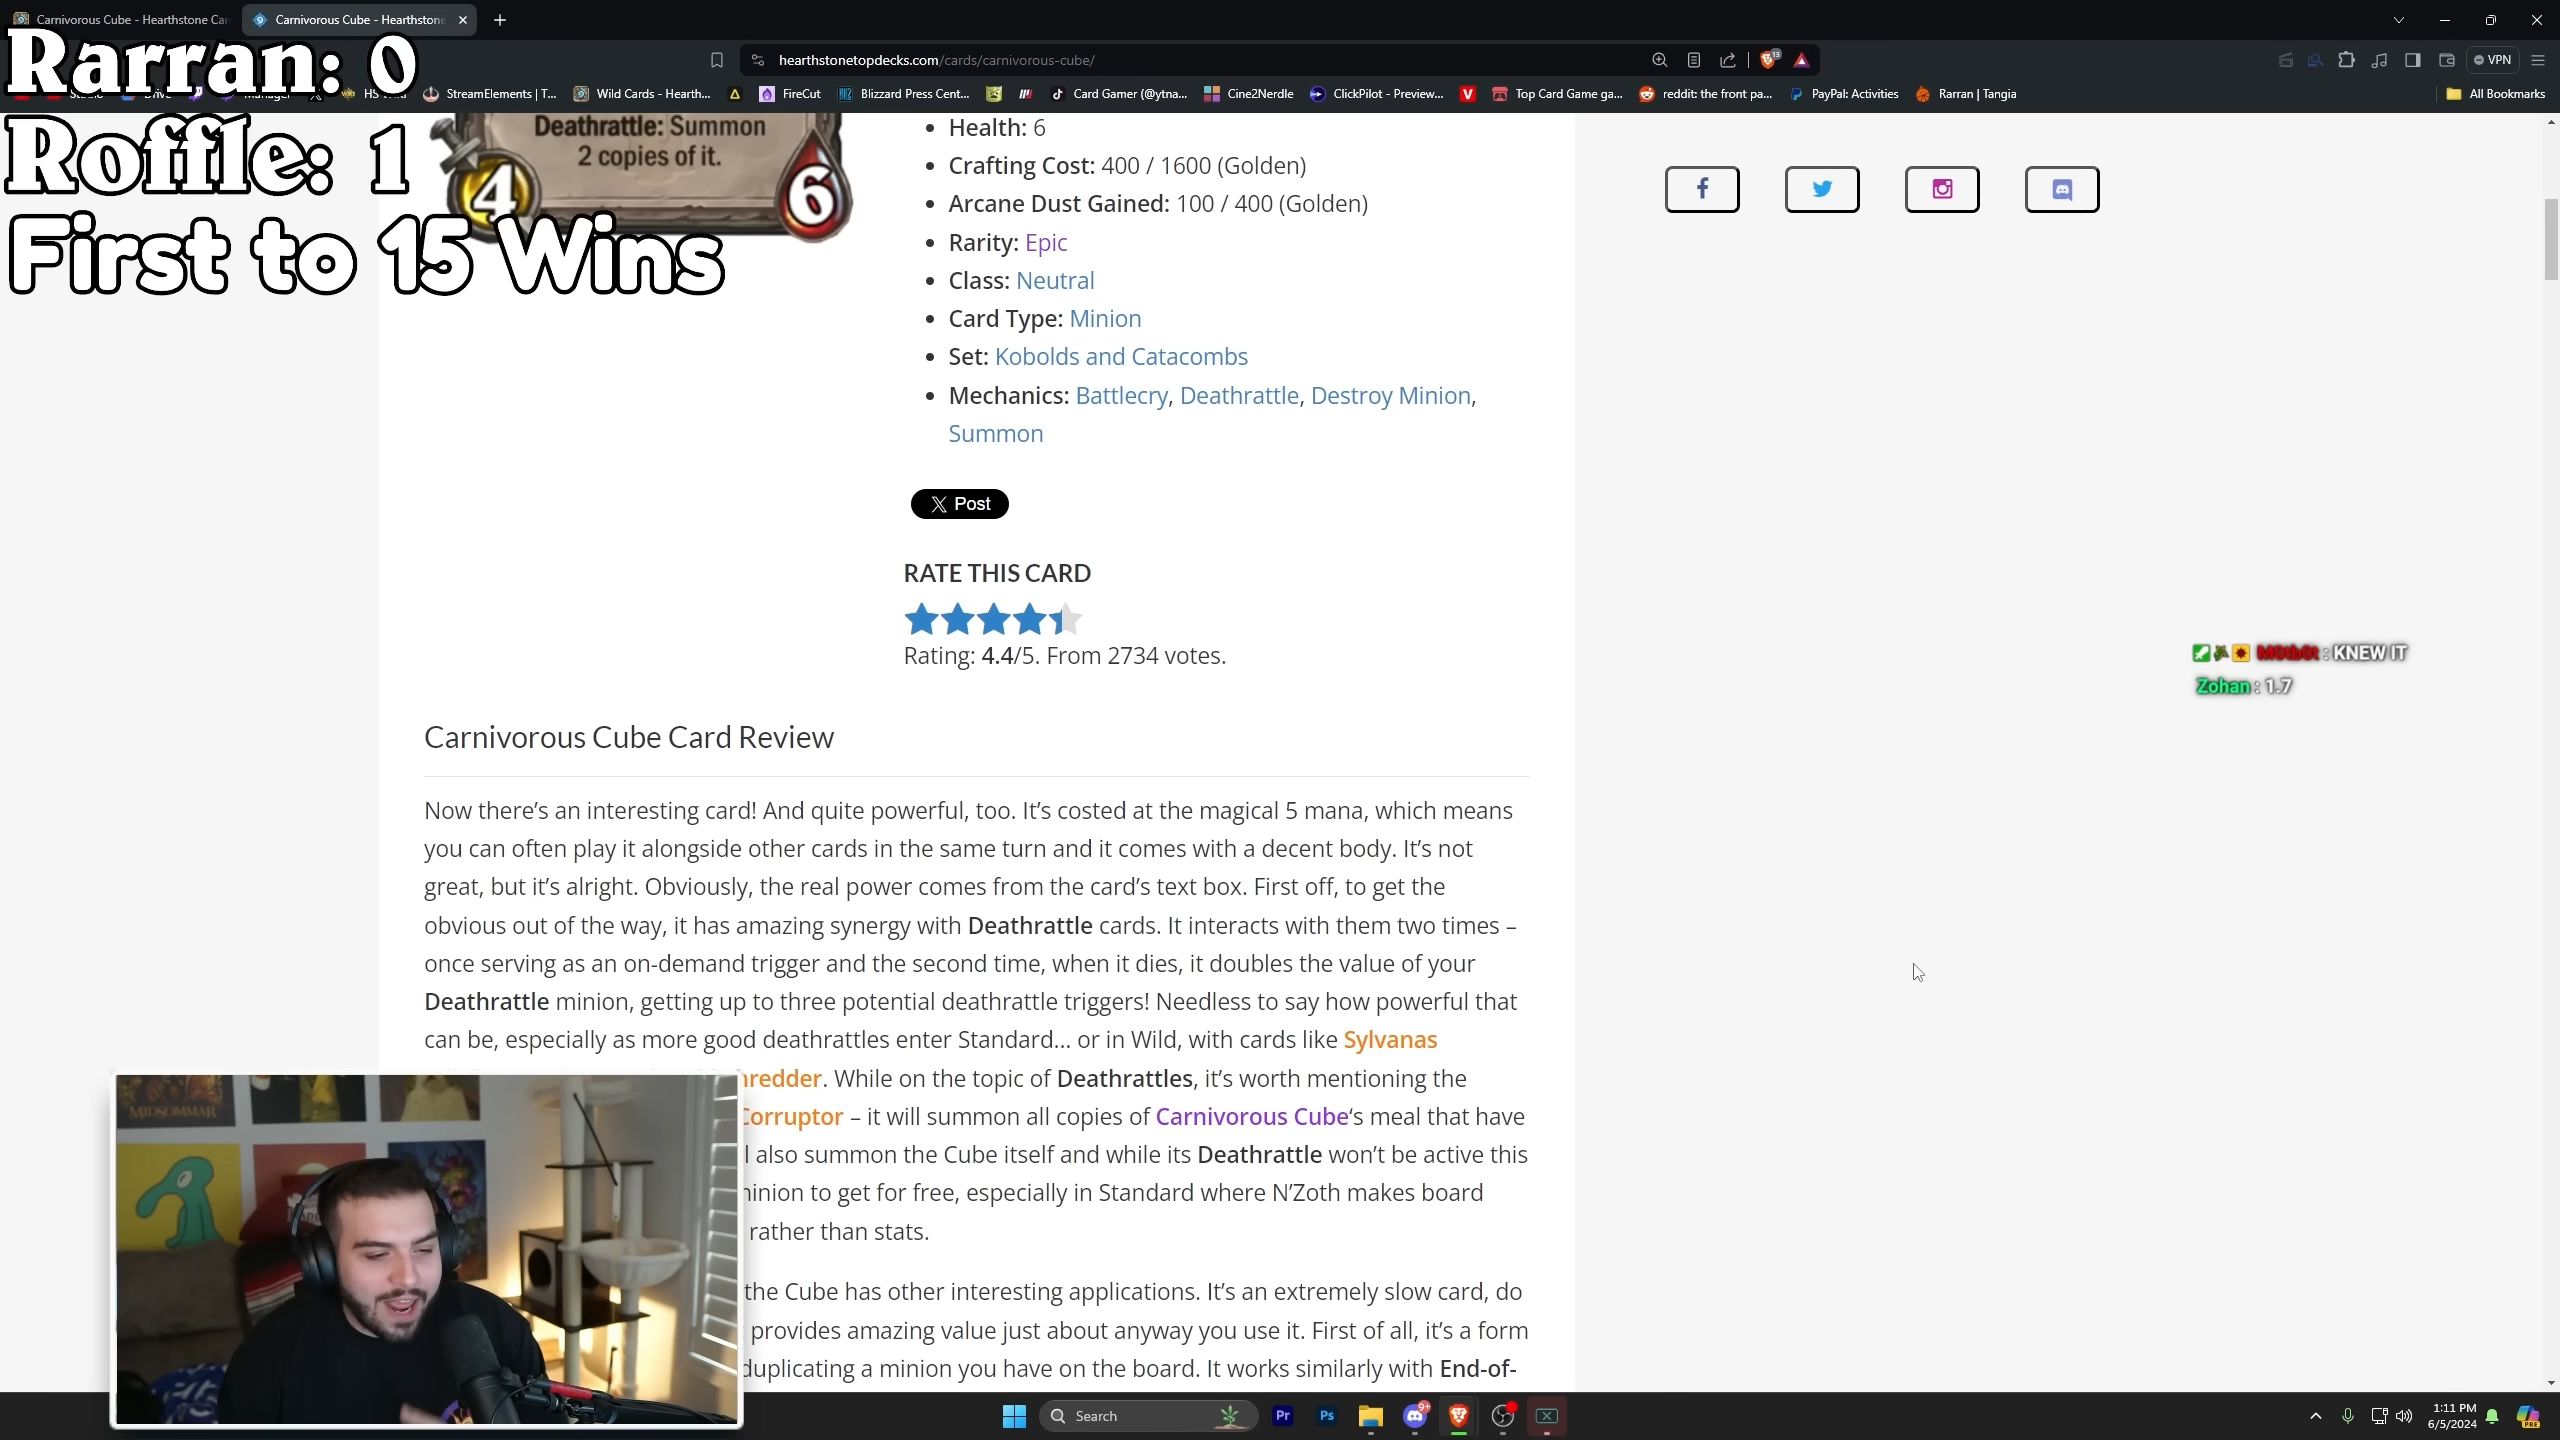 Carnivorous Cube - Hearthstone Car
Carnivorous Cube - Hearthstone
hearthstonetopdecks.com/cards/carnivorous-cube/
VPN
StreamElements | T...
Wild Cards - Hearth...
FireCut
Blizzard Press Cent...
Card Gamer (@ytna...
Cine2Nerdle
ClickPilot - Preview...
Top Card Game ga...
reddit: the front pa...
PayPal: Activities
Rarran | Tangia
All Bookmarks
Rarran: 0
Roffle: 1
First to 15 Wins
Deathrattle: Summon
2 copies of it.
4
6
Health: 6
Crafting Cost: 400 / 1600 (Golden)
Arcane Dust Gained: 100 / 400 (Golden)
Rarity: Epic
Class: Neutral
Card Type: Minion
Set: Kobolds and Catacombs
Mechanics: Battlecry, Deathrattle, Destroy Minion,
Summon
Post
RATE THIS CARD
Rating: 4.4/5. From 2734 votes.
M0tb0t : KNEW IT
Zohan : 1.7
Carnivorous Cube Card Review
Now there's an interesting card! And quite powerful, too. It's costed at the magical 5 mana, which means
you can often play it alongside other cards in the same turn and it comes with a decent body. It's not
great, but it's alright. Obviously, the real power comes from the card's text box. First off, to get the
obvious out of the way, it has amazing synergy with Deathrattle cards. It interacts with them two times –
once serving as an on-demand trigger and the second time, when it dies, it doubles the value of your
Deathrattle minion, getting up to three potential deathrattle triggers! Needless to say how powerful that
can be, especially as more good deathrattles enter Standard... or in Wild, with cards like Sylvanas
hredder. While on the topic of Deathrattles, it's worth mentioning the
Corruptor – it will summon all copies of Carnivorous Cube‘s meal that have
l also summon the Cube itself and while its Deathrattle won't be active this
inion to get for free, especially in Standard where N'Zoth makes board
rather than stats.
the Cube has other interesting applications. It's an extremely slow card, do
provides amazing value just about anyway you use it. First of all, it's a form
duplicating a minion you have on the board. It works similarly with End-of-
MIDSOMMAR
Search
Pr
Ps
9+
1:11 PM
6/5/2024